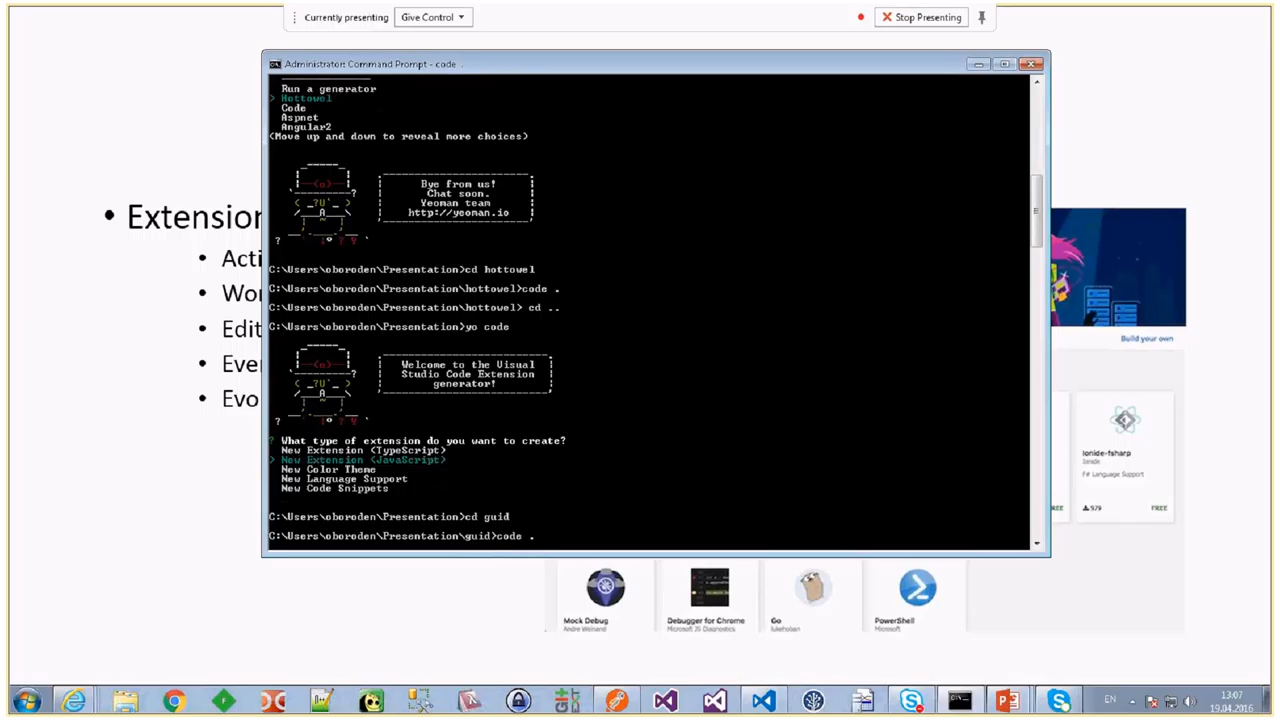 Currently presenting
Give Control
Stop Presenting
Administrator: Command Prompt - code .
Run a generator
> Hottowel
Code
Aspnet
Angular2
(Move up and down to reveal more choices)
Bye from us!
Chat soon.
Yeoman team
http://yeoman.io
C:\Users\oboroden\Presentation>cd hottowel
C:\Users\oboroden\Presentation\hottowel>code .
C:\Users\oboroden\Presentation\hottowel> cd ..
C:\Users\oboroden\Presentation>yo code
Welcome to the Visual
Studio Code Extension
generator!
? What type of extension do you want to create?
New Extension (TypeScript)
> New Extension (JavaScript)
New Color Theme
New Language Support
New Code Snippets
C:\Users\oboroden\Presentation>cd guid
C:\Users\oboroden\Presentation\guid>code .
• Extension
• Acti
• Wor
• Edit
• Ever
• Evo
Build your own
Ionide-fsharp
Ionide
F# Language Support
979
FREE
Mock Debug
Andre Weinand
Debugger for Chrome
Microsoft JS Diagnostics
Go
lukehoban
PowerShell
Microsoft
EN
13:07
19.04.2016